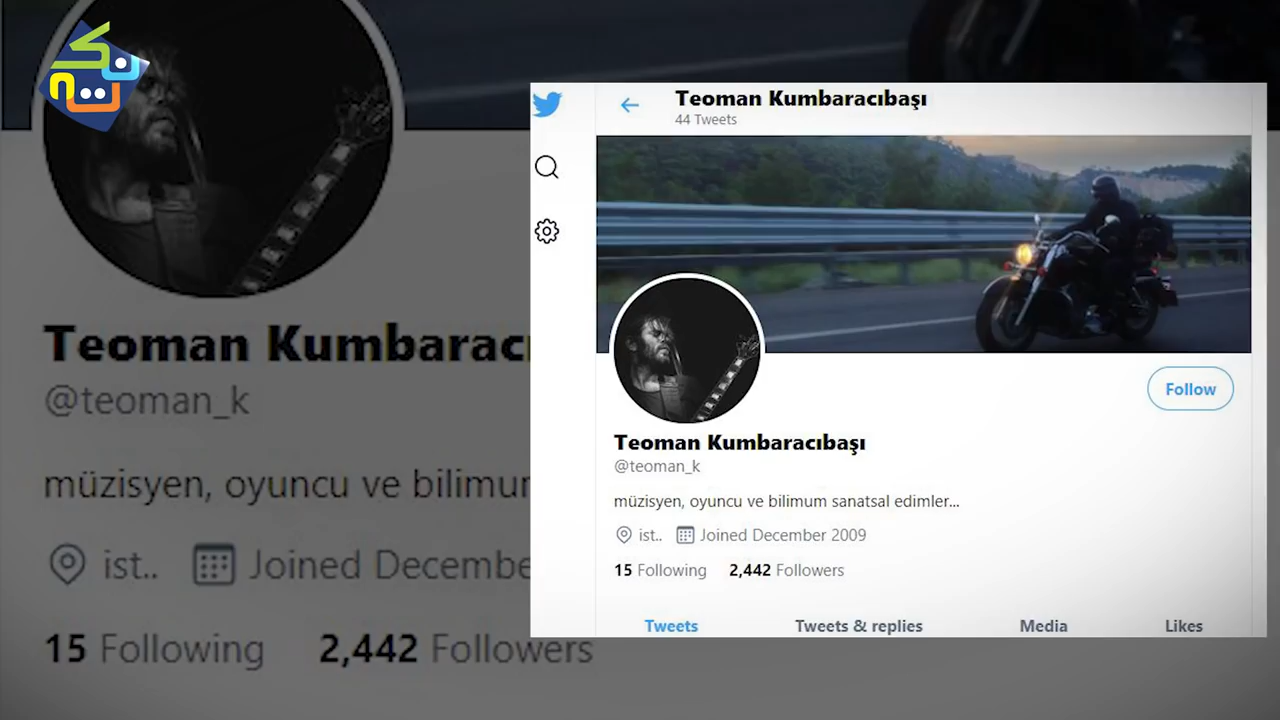 Teoman Kumbaracıbaşı
44 Tweets
Follow
Teoman Kumbaracıbaşı
@teoman_k
müzisyen, oyuncu ve bilimum sanatsal edimler...
ist.. Joined December 2009
15 Following 2,442 Followers
Tweets Tweets & replies Media Likes
Teoman Kumbarac
@teoman_k
müzisyen, oyuncu ve bilimu
ist.. Joined Decembe
15 Following 2,442 Followers